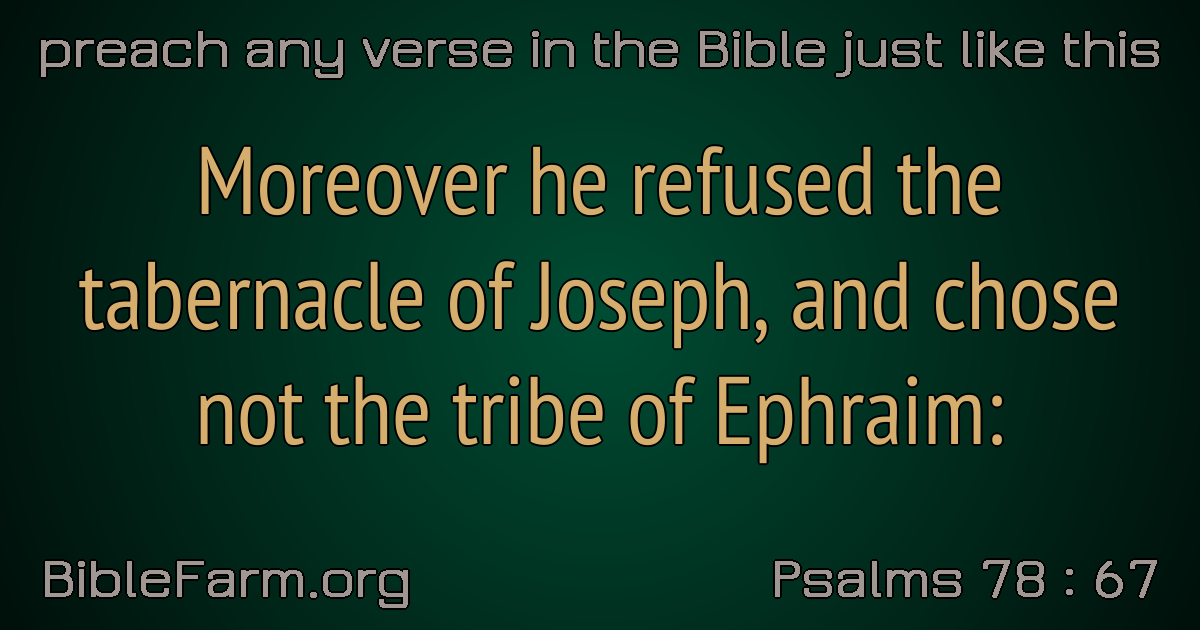 preach any verse in the Bible just like this
Moreover he refused the
tabernacle of Joseph, and chose
not the tribe of Ephraim:
BibleFarm.org
Psalms 78 : 67